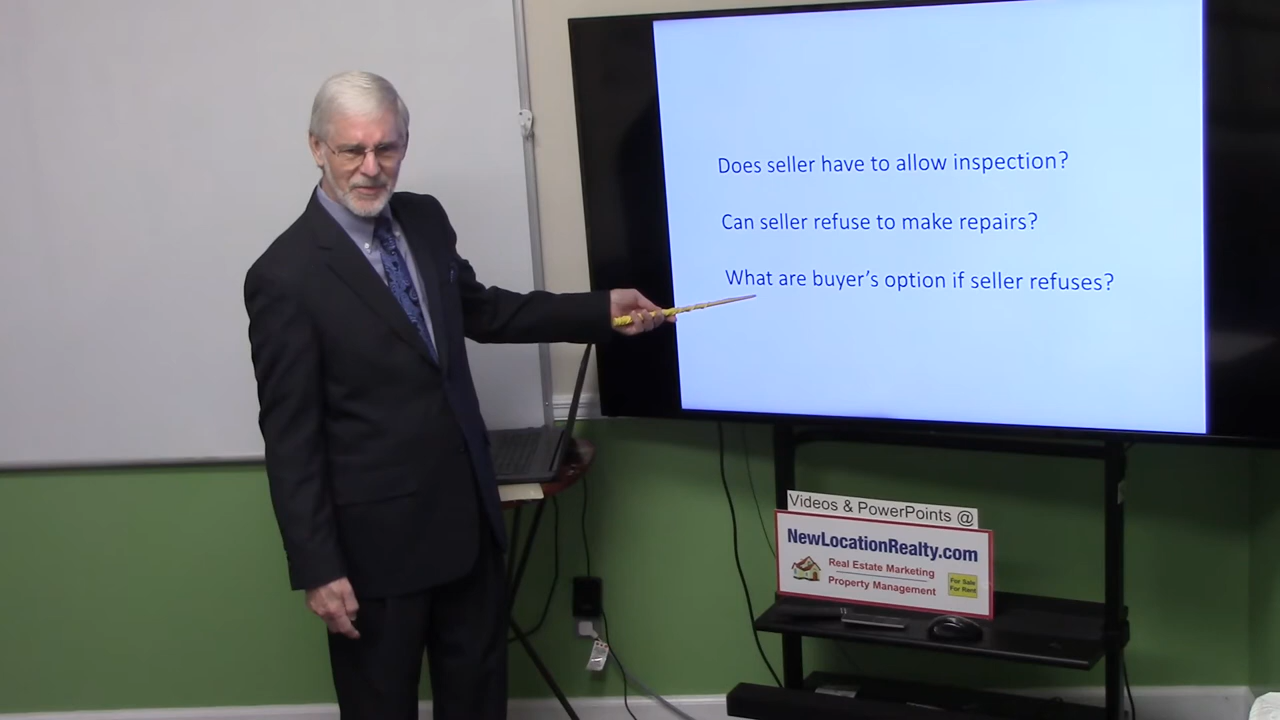 Does seller have to allow inspection?
Can seller refuse to make repairs?
What are buyer's option if seller refuses?
Videos & PowerPoints @
NewLocationRealty.com
Real Estate Marketing
Property Management
For Sale
For Rent